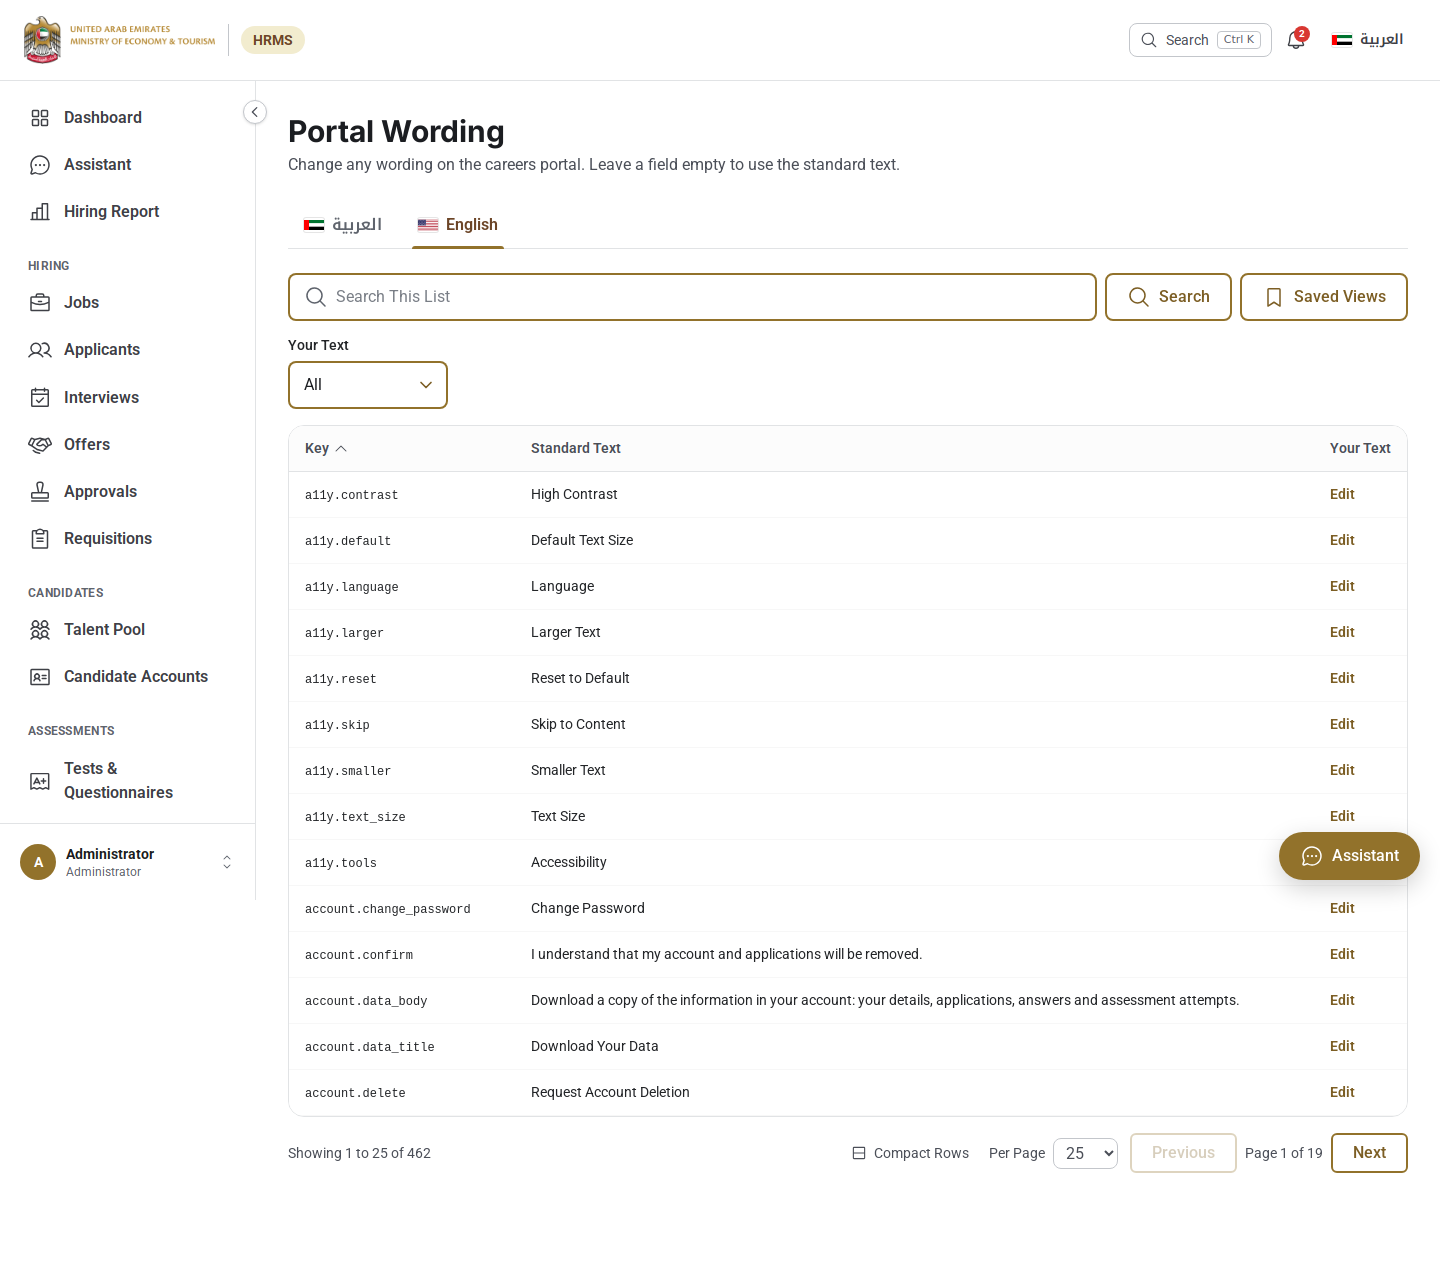 UNITED ARAB EMIRATES
MINISTRY OF ECONOMY & TOURISM
HRMS
Search Ctrl K
2
العربية
Dashboard
Assistant
Hiring Report
HIRING
Jobs
Applicants
Interviews
Offers
Approvals
Requisitions
CANDIDATES
Talent Pool
Candidate Accounts
ASSESSMENTS
Tests &
Questionnaires
A
Administrator
Administrator
Portal Wording
Change any wording on the careers portal. Leave a field empty to use the standard text.
العربية
English
Search This List
Search
Saved Views
Your Text
All
Key Standard Text Your Text
a11y.contrast High Contrast Edit
a11y.default Default Text Size Edit
a11y.language Language Edit
a11y.larger Larger Text Edit
a11y.reset Reset to Default Edit
a11y.skip Skip to Content Edit
a11y.smaller Smaller Text Edit
a11y.text_size Text Size Edit
a11y.tools Accessibility
Assistant
account.change_password Change Password Edit
account.confirm I understand that my account and applications will be removed. Edit
account.data_body Download a copy of the information in your account: your details, applications, answers and assessment attempts. Edit
account.data_title Download Your Data Edit
account.delete Request Account Deletion Edit
Showing 1 to 25 of 462
Compact Rows
Per Page 25
Previous
Page 1 of 19
Next